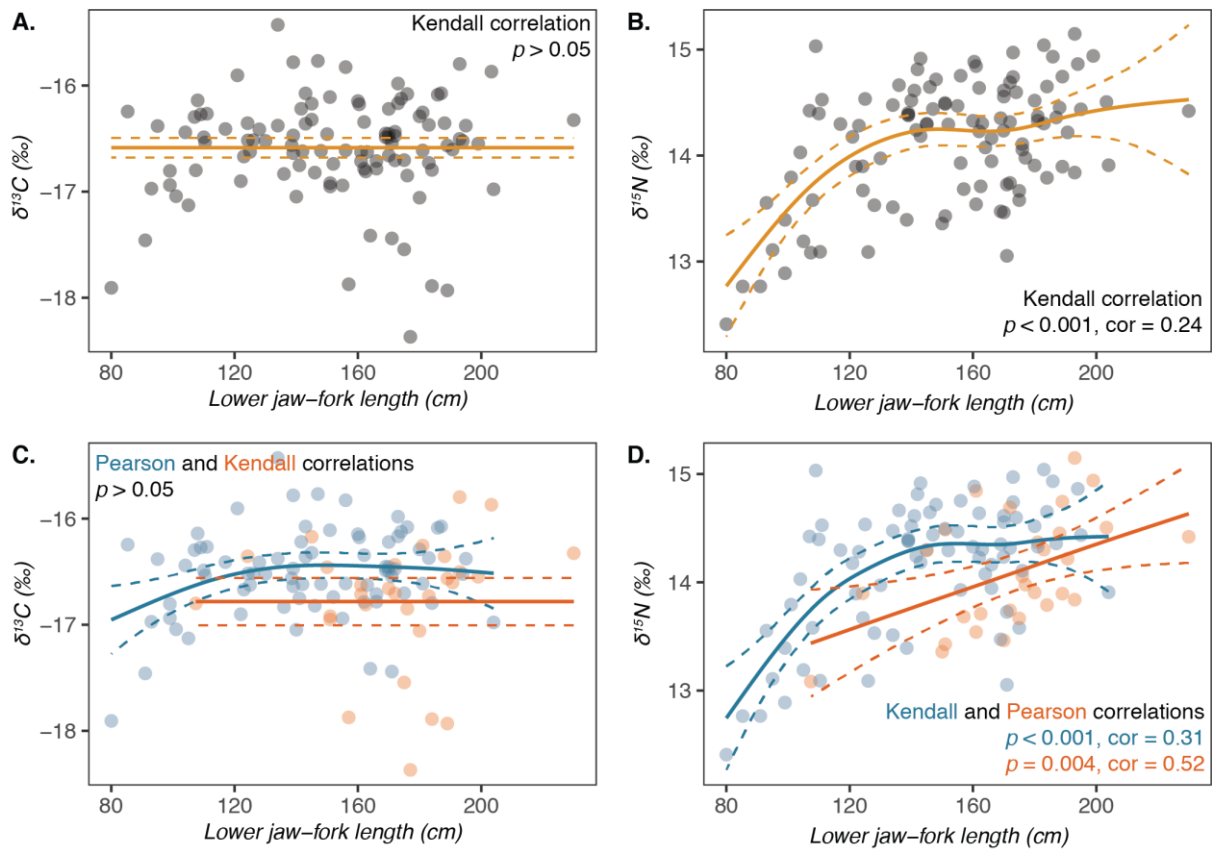 A.
Kendall correlation
p > 0.05
−16
−17
−18
δ¹³C (‰)
80
120
160
200
Lower jaw−fork length (cm)
B.
15
14
13
δ¹⁵N (‰)
Kendall correlation
p < 0.001, cor = 0.24
80
120
160
200
Lower jaw−fork length (cm)
C.
Pearson and Kendall correlations
p > 0.05
−16
−17
−18
δ¹³C (‰)
80
120
160
200
Lower jaw−fork length (cm)
D.
15
14
13
δ¹⁵N (‰)
Kendall and Pearson correlations
p < 0.001, cor = 0.31
p = 0.004, cor = 0.52
80
120
160
200
Lower jaw−fork length (cm)